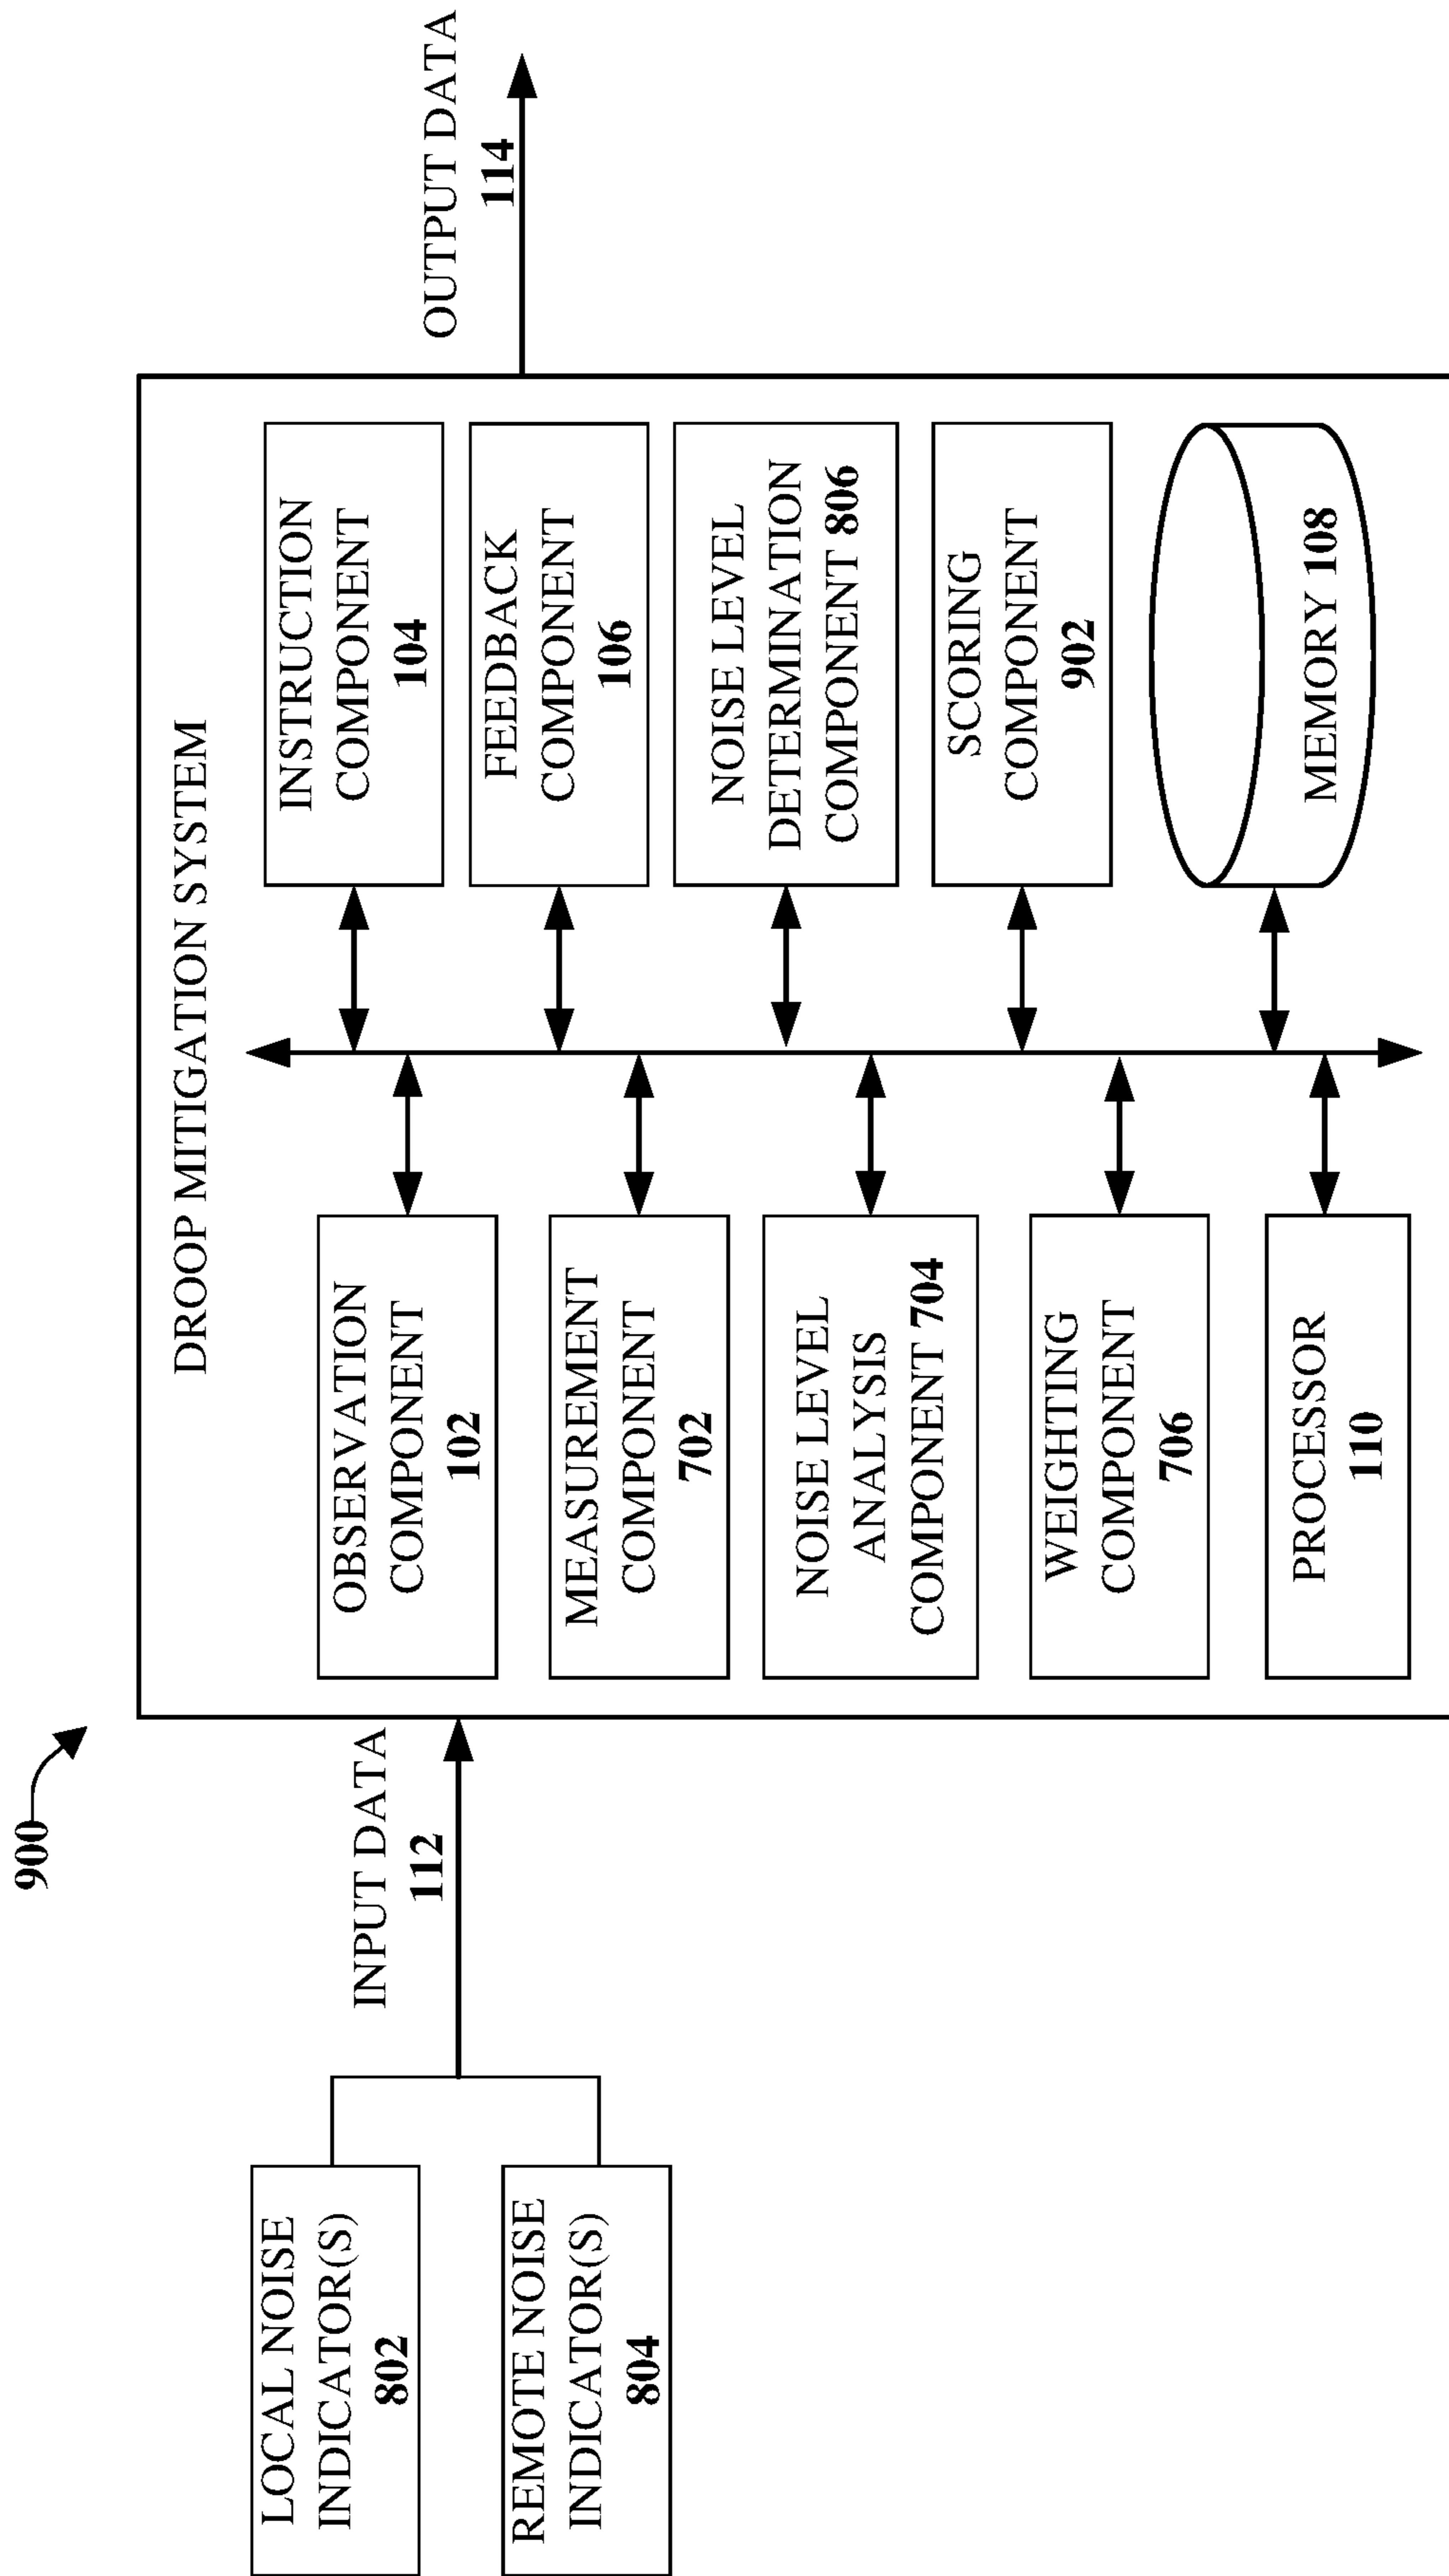 900
LOCAL NOISE
INDICATOR(S)
802
REMOTE NOISE
INDICATOR(S)
804
INPUT DATA
112
DROOP MITIGATION SYSTEM
OBSERVATION
COMPONENT
102
MEASUREMENT
COMPONENT
702
NOISE LEVEL
ANALYSIS
COMPONENT 704
WEIGHTING
COMPONENT
706
PROCESSOR
110
INSTRUCTION
COMPONENT
104
FEEDBACK
COMPONENT
106
NOISE LEVEL
DETERMINATION
COMPONENT 806
SCORING
COMPONENT
902
MEMORY 108
OUTPUT DATA
114